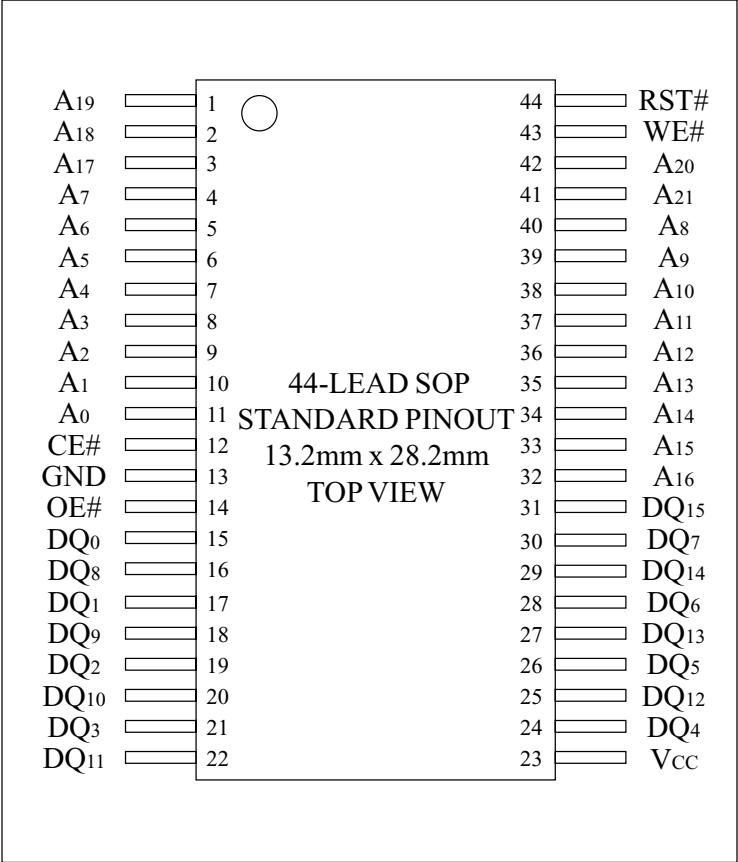 A19 1 44 RST#
A18 2 43 WE#
A17 3 42 A20
A7 4 41 A21
A6 5 40 A8
A5 6 39 A9
A4 7 38 A10
A3 8 37 A11
A2 9 36 A12
A1 10 35 A13
A0 11 34 A14
CE# 12 33 A15
GND 13 32 A16
OE# 14 31 DQ15
DQ0 15 30 DQ7
DQ8 16 29 DQ14
DQ1 17 28 DQ6
DQ9 18 27 DQ13
DQ2 19 26 DQ5
DQ10 20 25 DQ12
DQ3 21 24 DQ4
DQ11 22 23 VCC
44-LEAD SOP
STANDARD PINOUT
13.2mm x 28.2mm
TOP VIEW